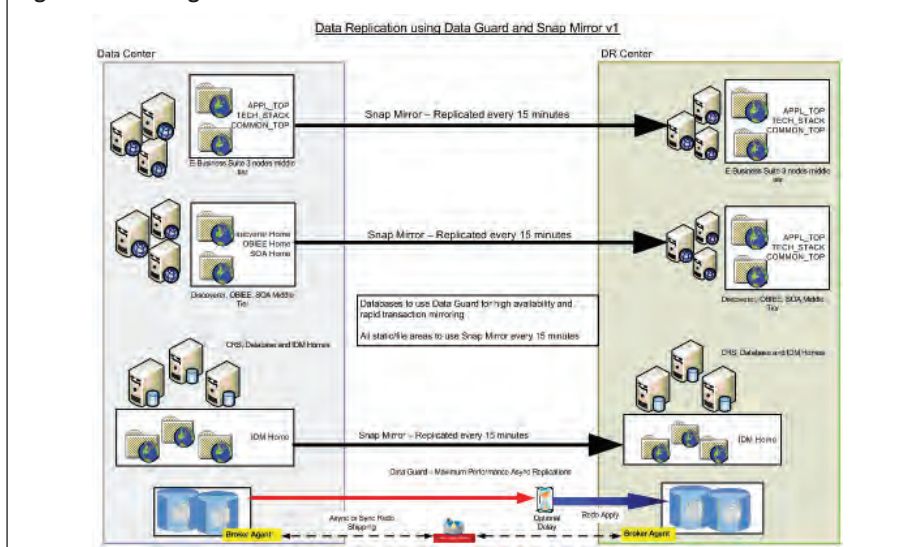 Data Replication using Data Guard and Snap Mirror v1
Data Center
DR Center
APPL_TOP
TECH_STACK
COMMON_TOP
E-Business Suite 3 nodes middle
tier
Snap Mirror – Replicated every 15 minutes
APPL_TOP
TECH_STACK
COMMON_TOP
E-Business Suite 3 nodes middle
tier
Discoverer Home
OBIEE Home
SOA Home
Discoverer, OBIEE, SOA Middle
Tier
Snap Mirror – Replicated every 15 minutes
APPL_TOP
TECH_STACK
COMMON_TOP
Discoverer, OBIEE, SOA Middle
Tier
Databases to use Data Guard for high availability and
rapid transaction mirroring
All static/file areas to use Snap Mirror every 15 minutes
CRS, Database and IDM Homes
CRS, Database and IDM Homes
IDM Home
Snap Mirror – Replicated every 15 minutes
IDM Home
Data Guard – Maximum Performance Async Replications
Async or Sync Redo
Shipping
Optional
Delay
Redo Apply
Broker Agent
Broker Agent